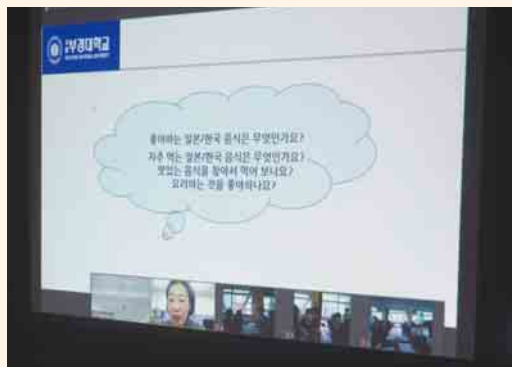 부경대학교
좋아하는 일본/한국 음식은 무엇인가요?
자주 먹는 일본/한국 음식은 무엇인가요?
맛있는 음식을 찾아서 먹어 보나요?
요리하는 것을 좋아하나요?